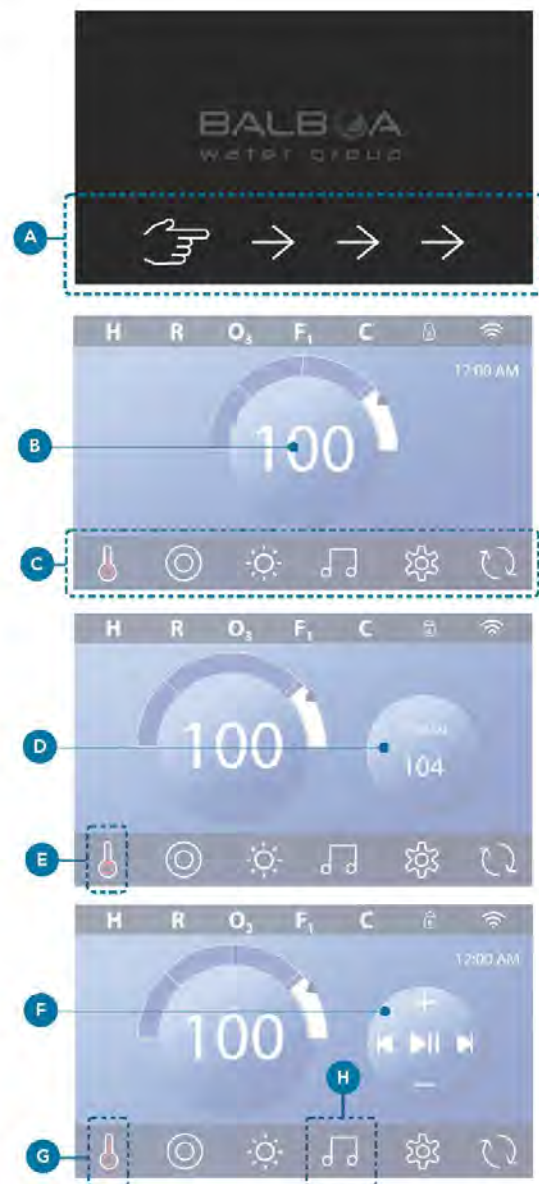 BALBOA
water group
A
H R O₃ F₁ C
12:00 AM
B
100
C
H R O₃ F₁ C
100
D
104
E
H R O₃ F₁ C
12:00 AM
F
100
H
G